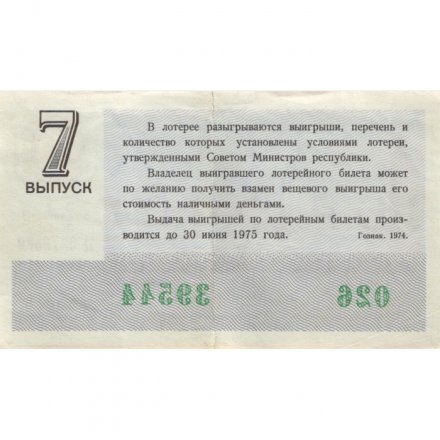 7
ВЫПУСК
В лотерее разыгрываются выигрыши, перечень и
количество которых установлены условиями лотереи,
утвержденными Советом Министров республики.
Владелец выигравшего лотерейного билета может
по желанию получить взамен вещевого выигрыша его
стоимость наличными деньгами.
Выдача выигрышей по лотерейным билетам произ-
водится до 30 июня 1975 года.
Гознак. 1974.
39544
026